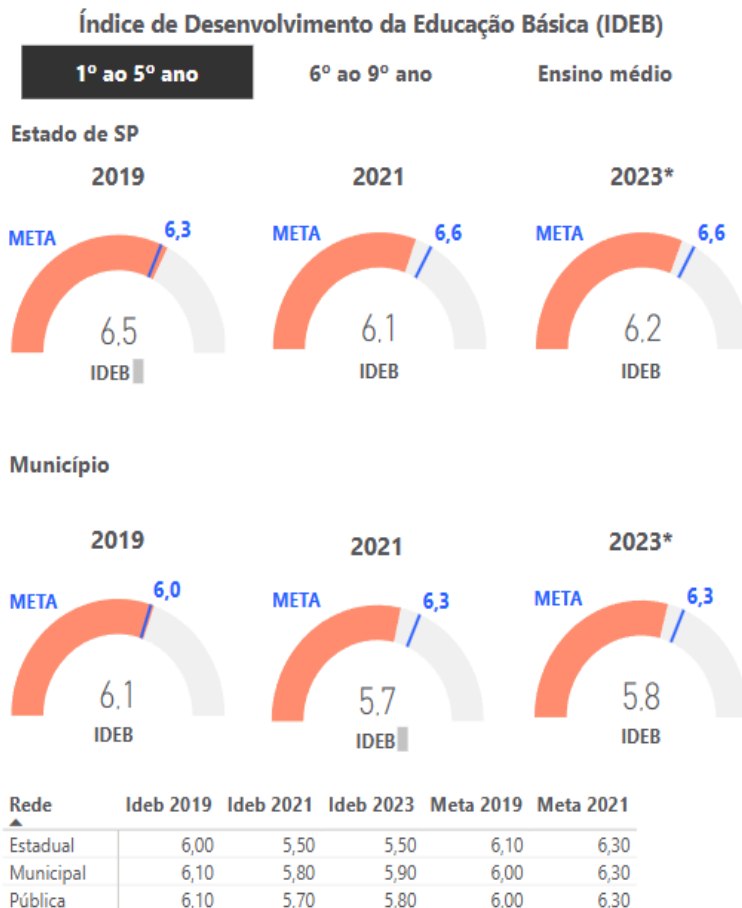 Índice de Desenvolvimento da Educação Básica (IDEB)
1º ao 5º ano 6º ao 9º ano Ensino médio
Estado de SP
2019 2021 2023*
META 6,3 META 6,6 META 6,6
6,5 6,1 6,2
IDEB IDEB IDEB
Município
2019 2021 2023*
META 6,0 META 6,3 META 6,3
6,1 5,7 5,8
IDEB IDEB IDEB
Rede Ideb 2019 Ideb 2021 Ideb 2023 Meta 2019 Meta 2021
Estadual 6,00 5,50 5,50 6,10 6,30
Municipal 6,10 5,80 5,90 6,00 6,30
Pública 6,10 5,70 5,80 6,00 6,30